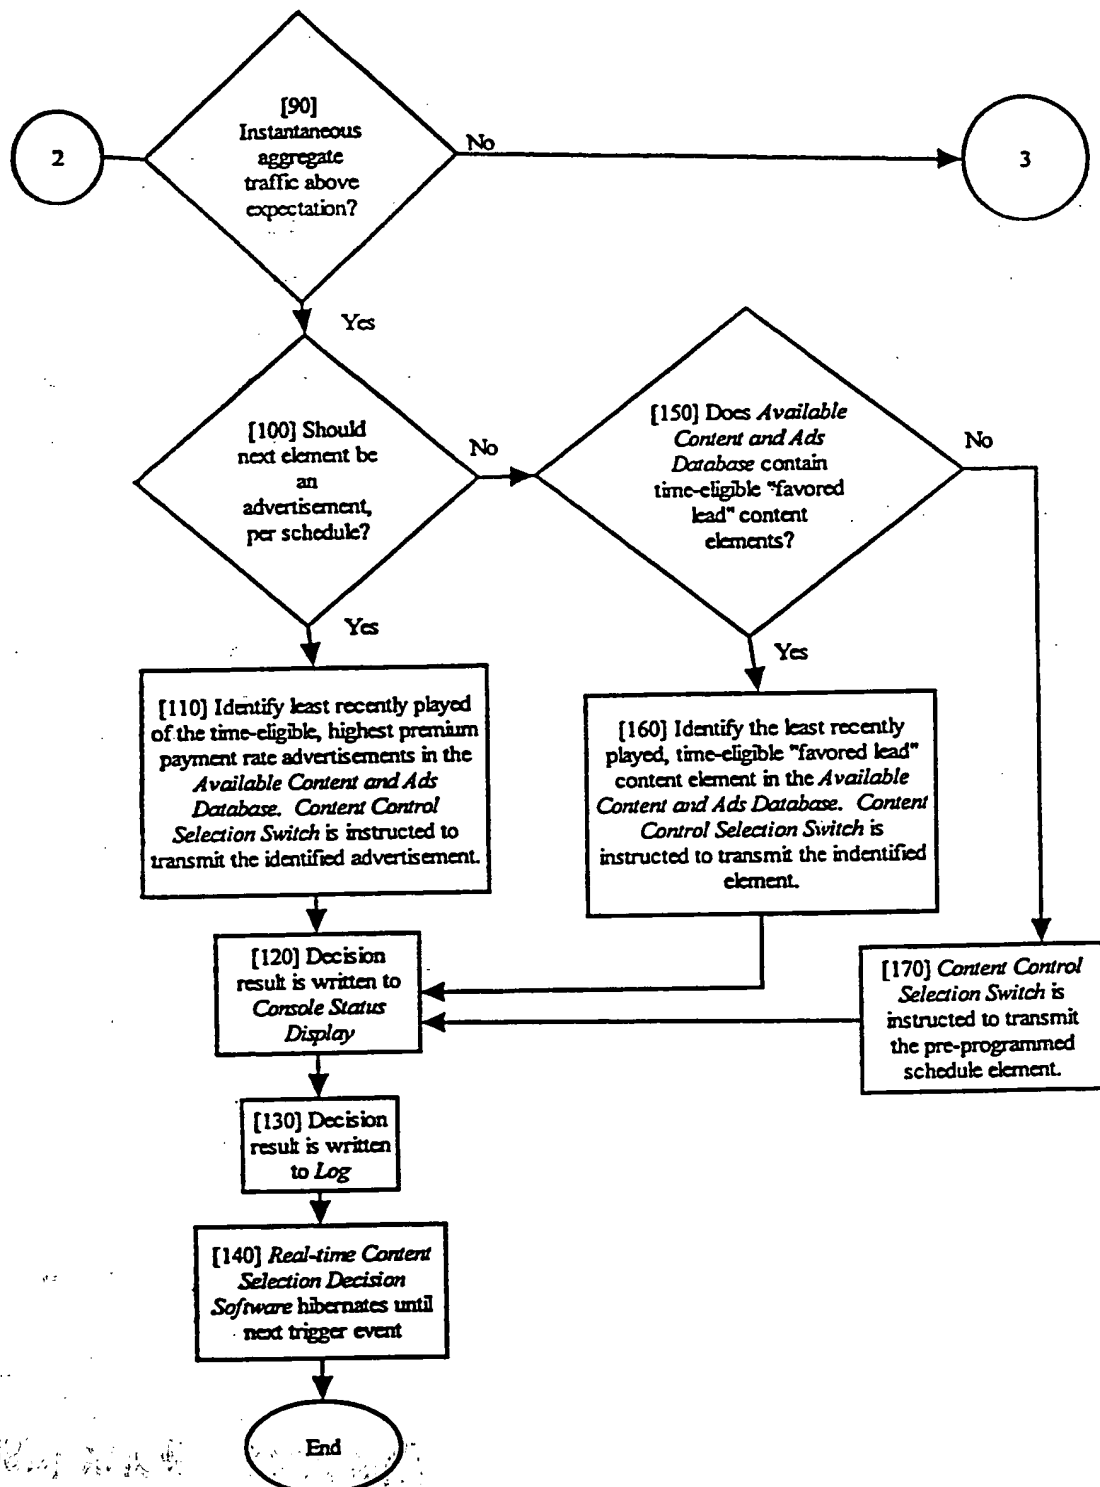 [90]
Instantaneous
aggregate
traffic above
expectation?
2
No
3
Yes
[100] Should
next element be
an
advertisement,
per schedule?
No
[150] Does Available
Content and Ads
Database contain
time-eligible "favored
lead" content
elements?
No
Yes
Yes
[110] Identify least recently played
of the time-eligible, highest premium
payment rate advertisements in the
Available Content and Ads
Database. Content Control
Selection Switch is instructed to
transmit the identified advertisement.
[160] Identify the least recently
played, time-eligible "favored lead"
content element in the Available
Content and Ads Database. Content
Control Selection Switch is
instructed to transmit the indentified
element.
[120] Decision
result is written to
Console Status
Display
[170] Content Control
Selection Switch is
instructed to transmit
the pre-programmed
schedule element.
[130] Decision
result is written
to Log
[140] Real-time Content
Selection Decision
Software hibernates until
next trigger event
End